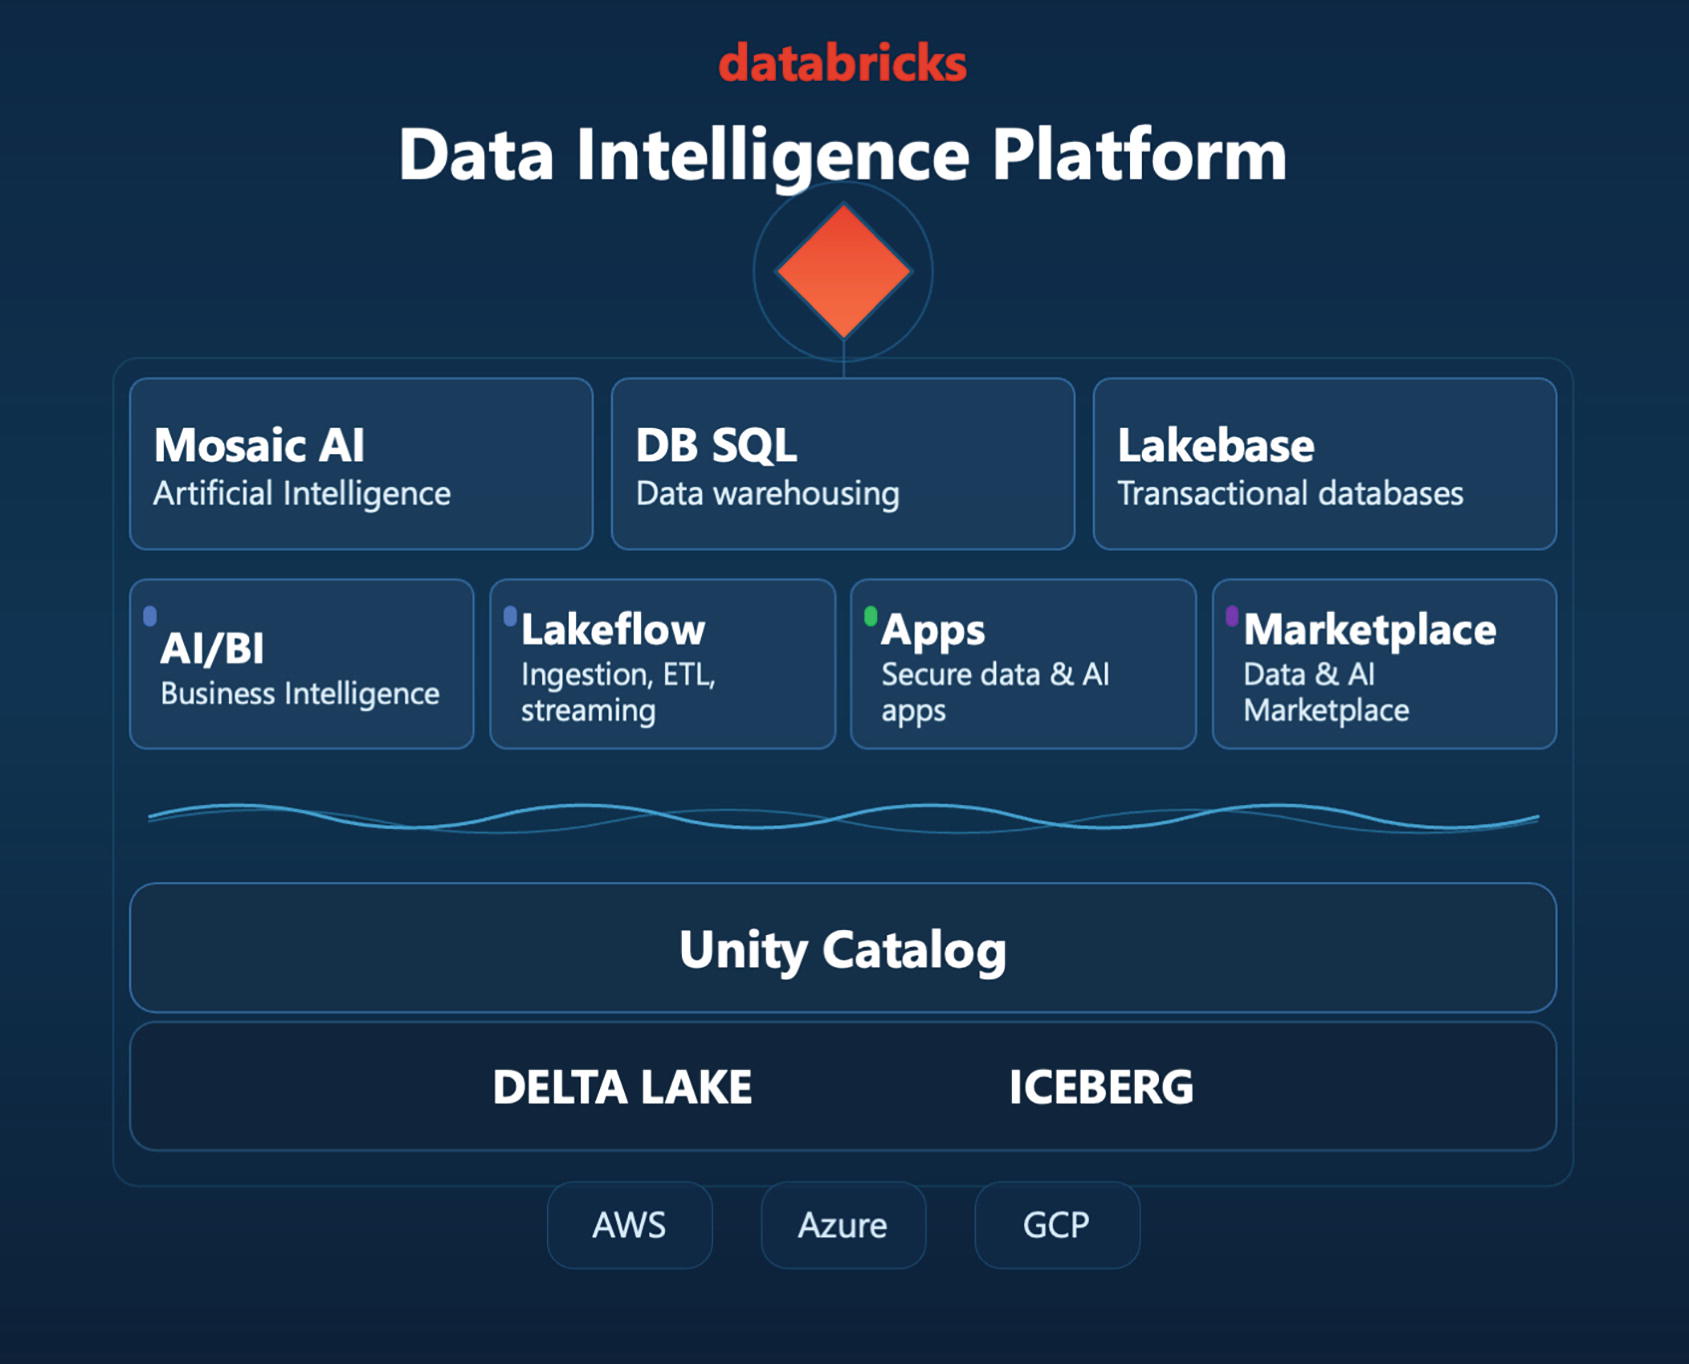 databricks
Data Intelligence Platform
Mosaic AI
Artificial Intelligence
DB SQL
Data warehousing
Lakebase
Transactional databases
AI/BI
Business Intelligence
Lakeflow
Ingestion, ETL,
streaming
Apps
Secure data & AI
apps
Marketplace
Data & AI
Marketplace
Unity Catalog
DELTA LAKE
ICEBERG
AWS
Azure
GCP